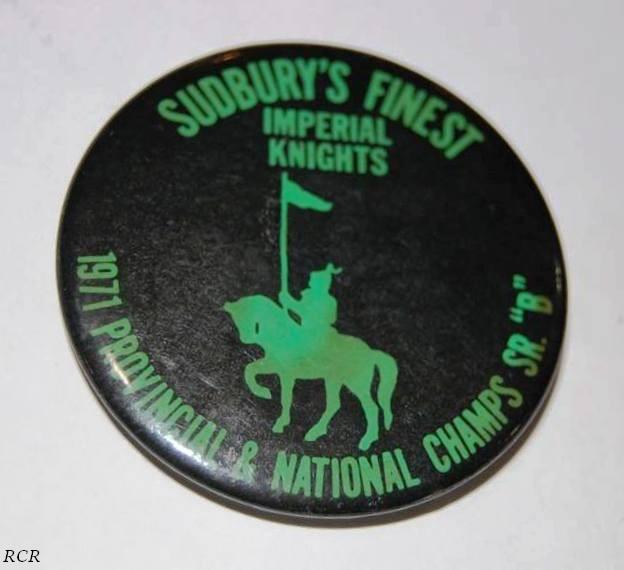 SUDBURY'S FINEST
IMPERIAL
KNIGHTS
1971 PROVINCIAL & NATIONAL CHAMPS SR. "B"
RCR